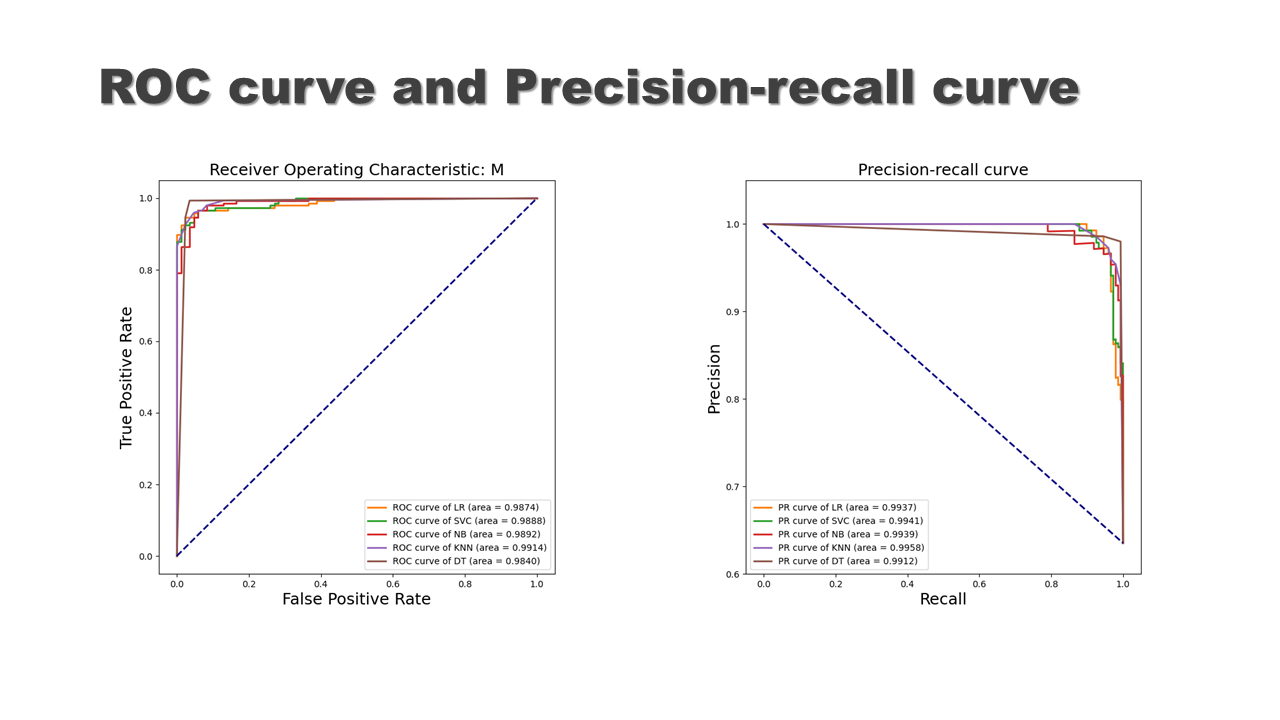 ROC curve and Precision-recall curve
Receiver Operating Characteristic: M
1.0
0.8
0.6
0.4
0.2
0.0
True Positive Rate
0.0 0.2 0.4 0.6 0.8 1.0
False Positive Rate
ROC curve of LR (area = 0.9874)
ROC curve of SVC (area = 0.9888)
ROC curve of NB (area = 0.9892)
ROC curve of KNN (area = 0.9914)
ROC curve of DT (area = 0.9840)
Precision-recall curve
1.0
0.9
0.8
0.7
0.6
Precision
0.0 0.2 0.4 0.6 0.8 1.0
Recall
PR curve of LR (area = 0.9937)
PR curve of SVC (area = 0.9941)
PR curve of NB (area = 0.9939)
PR curve of KNN (area = 0.9958)
PR curve of DT (area = 0.9912)